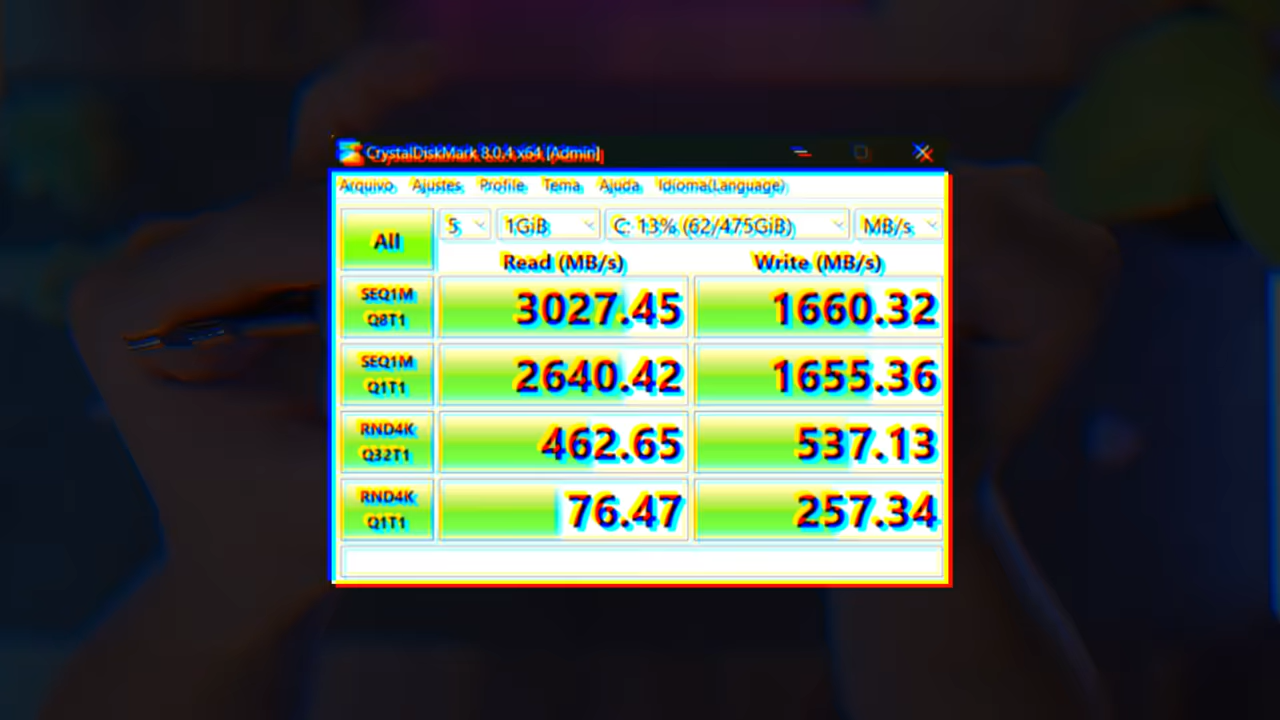 CrystalDiskMark 8.0.4 x64 [Admin]
Arquivo Ajustes Profile Tema Ajuda Idioma(Language)
All 5 1GiB C: 13% (62/475GiB) MB/s
Read (MB/s) Write (MB/s)
SEQ1M Q8T1 3027.45 1660.32
SEQ1M Q1T1 2640.42 1655.36
RND4K Q32T1 462.65 537.13
RND4K Q1T1 76.47 257.34